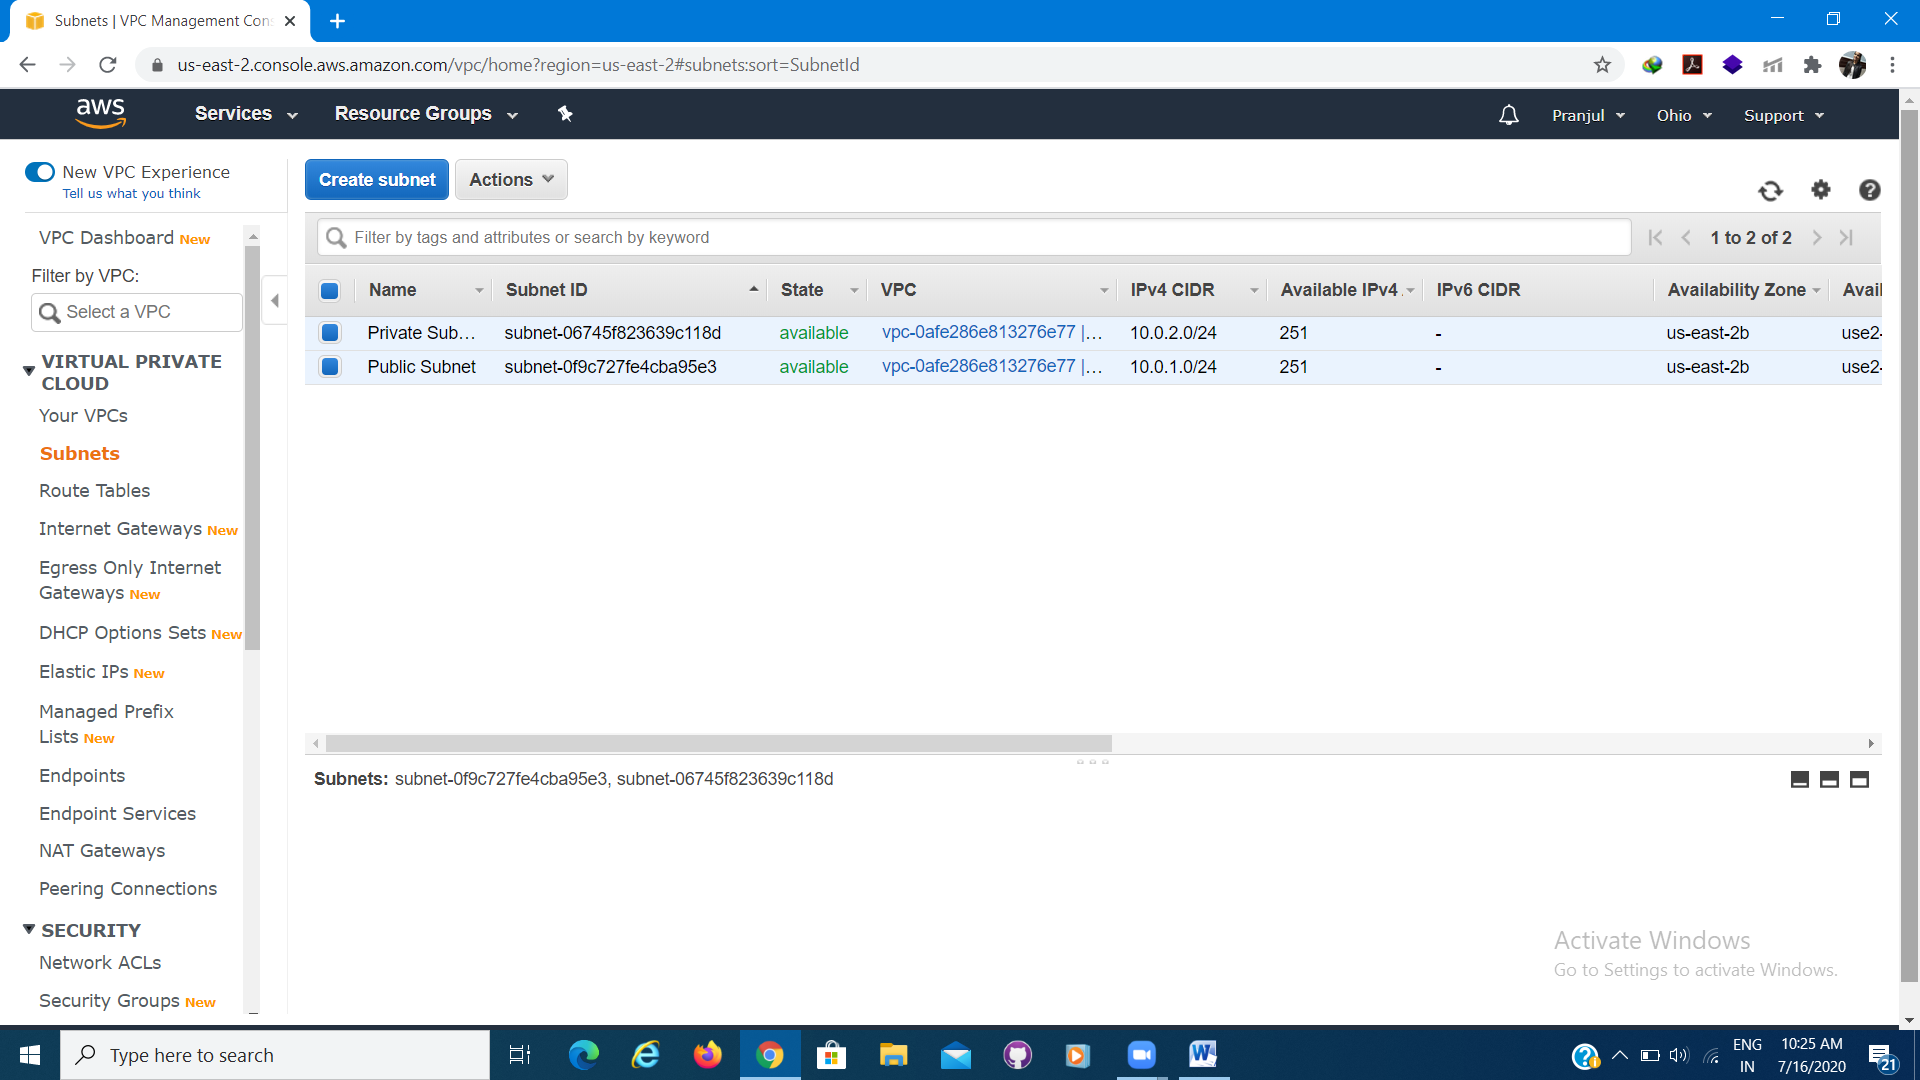 Subnets | VPC Management Con
us-east-2.console.aws.amazon.com/vpc/home?region=us-east-2#subnets:sort=SubnetId
aws
Services
Resource Groups
Pranjul
Ohio
Support
New VPC Experience
Tell us what you think
VPC Dashboard New
Filter by VPC:
Select a VPC
VIRTUAL PRIVATE
CLOUD
Your VPCs
Subnets
Route Tables
Internet Gateways New
Egress Only Internet
Gateways New
DHCP Options Sets New
Elastic IPs New
Managed Prefix
Lists New
Endpoints
Endpoint Services
NAT Gateways
Peering Connections
SECURITY
Network ACLs
Security Groups New
Create subnet
Actions
Filter by tags and attributes or search by keyword
1 to 2 of 2
Name Subnet ID State VPC IPv4 CIDR Available IPv4 IPv6 CIDR Availability Zone Avail
Private Sub... subnet-06745f823639c118d available vpc-0afe286e813276e77 |... 10.0.2.0/24 251 - us-east-2b use2-
Public Subnet subnet-0f9c727fe4cba95e3 available vpc-0afe286e813276e77 |... 10.0.1.0/24 251 - us-east-2b use2-
Subnets: subnet-0f9c727fe4cba95e3, subnet-06745f823639c118d
Activate Windows
Go to Settings to activate Windows.
Type here to search
ENG
IN
10:25 AM
7/16/2020
21